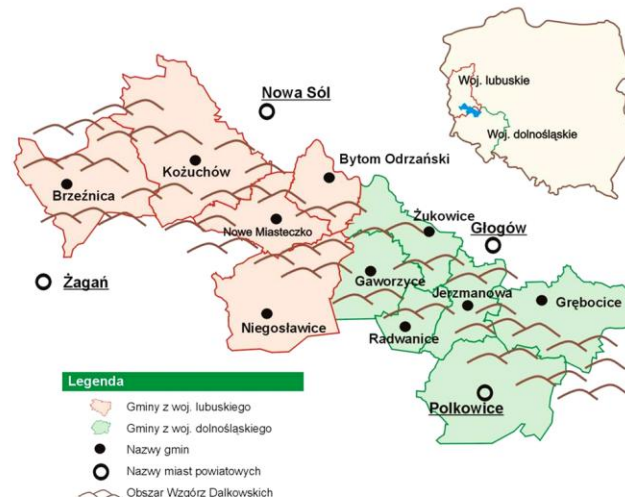 Woj. lubuskie
Woj. dolnośląskie
Nowa Sól
Bytom Odrzański
Kożuchów
Brzeźnica
Nowe Miasteczko
Żukowice
Głogów
Żagań
Gaworzyce
Jerzmanowa
Grębocice
Niegosławice
Radwanice
Polkowice
Legenda
Gminy z woj. lubuskiego
Gminy z woj. dolnośląskiego
Nazwy gmin
Nazwy miast powiatowych
Obszar Wzgórz Dalkowskich